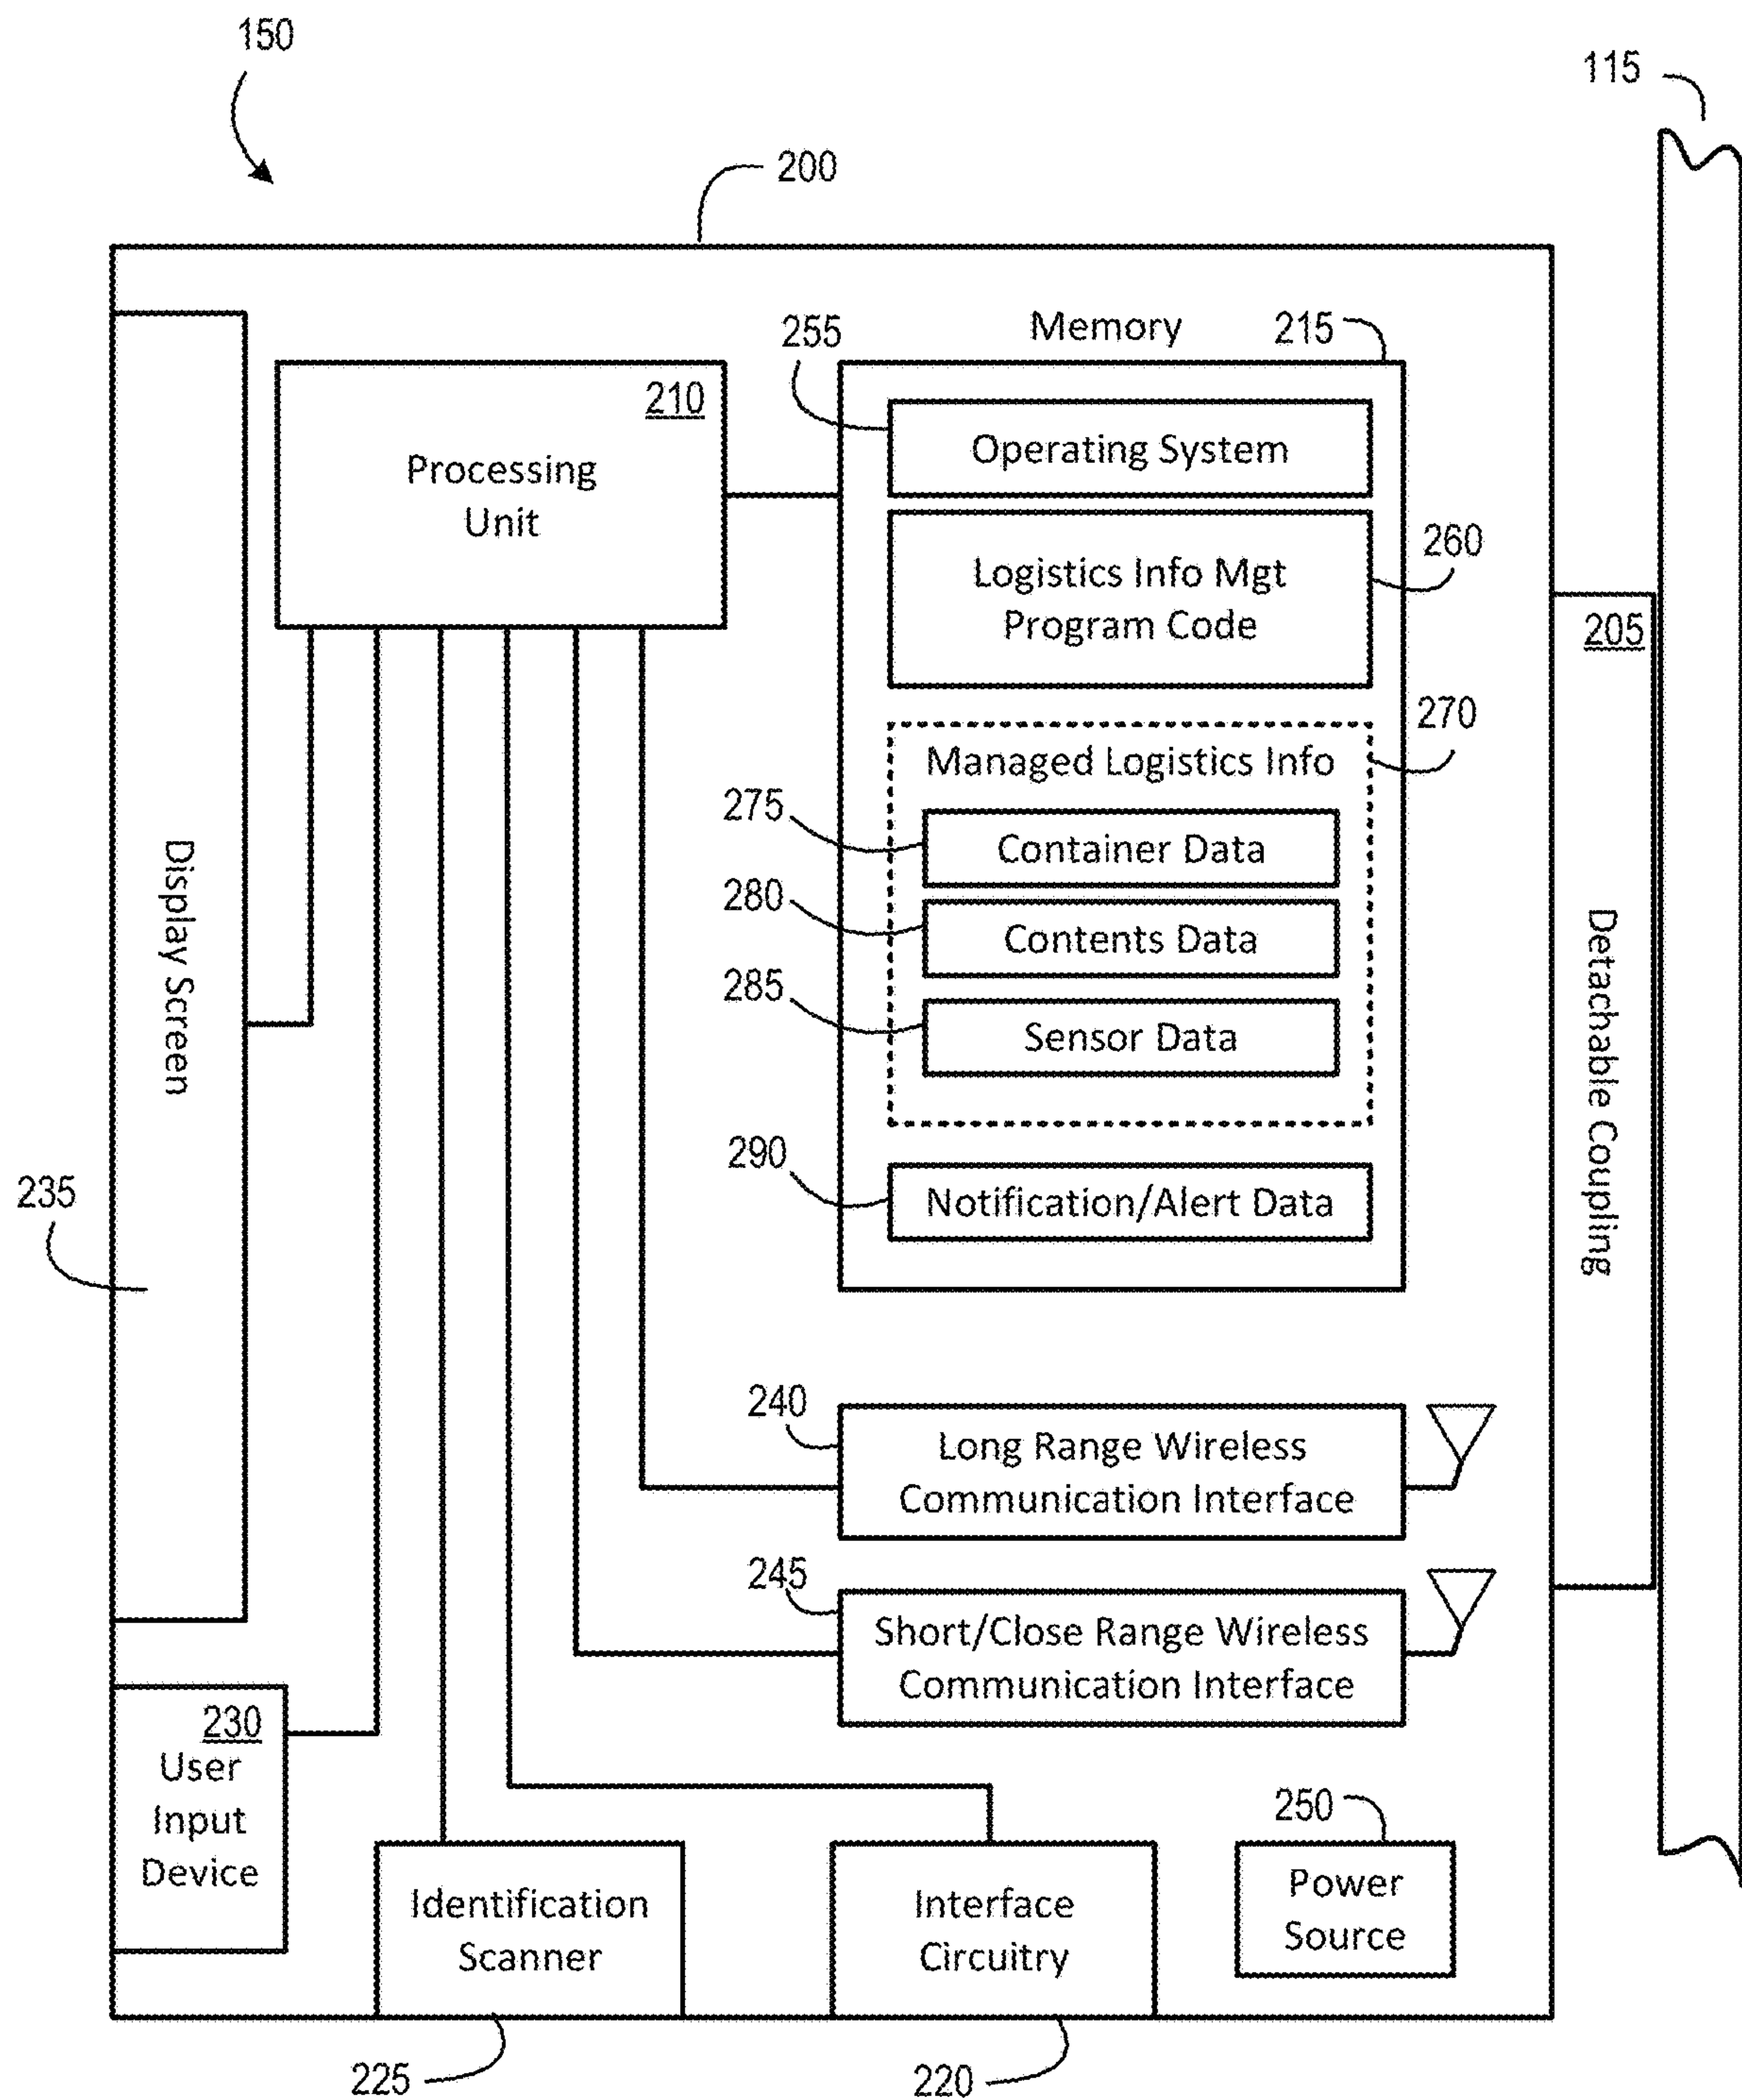 150
115
200
Memory
215
255
210
Processing
Unit
Operating System
Logistics Info Mgt
Program Code
260
205
270
Managed Logistics Info
275
Container Data
280
Contents Data
285
Sensor Data
290
Notification/Alert Data
Display Screen
Detachable Coupling
235
240
Long Range Wireless
Communication Interface
245
Short/Close Range Wireless
Communication Interface
230
User
Input
Device
250
Power
Source
Identification
Scanner
Interface
Circuitry
225
220